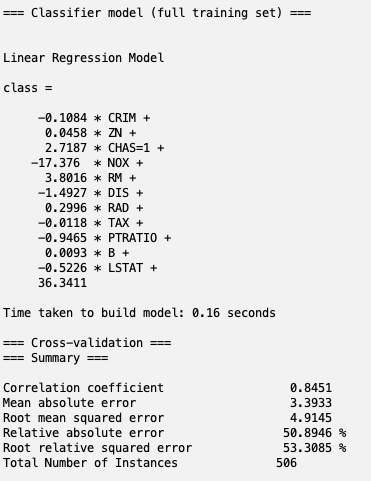 === Classifier model (full training set) ===
Linear Regression Model
class =
-0.1084 * CRIM +
0.0458 * ZN +
2.7187 * CHAS=1 +
-17.376 * NOX +
3.8016 * RM +
-1.4927 * DIS +
0.2996 * RAD +
-0.0118 * TAX +
-0.9465 * PTRATIO +
0.0093 * B +
-0.5226 * LSTAT +
36.3411
Time taken to build model: 0.16 seconds
=== Cross-validation ===
=== Summary ===
Correlation coefficient 0.8451
Mean absolute error 3.3933
Root mean squared error 4.9145
Relative absolute error 50.8946 %
Root relative squared error 53.3085 %
Total Number of Instances 506